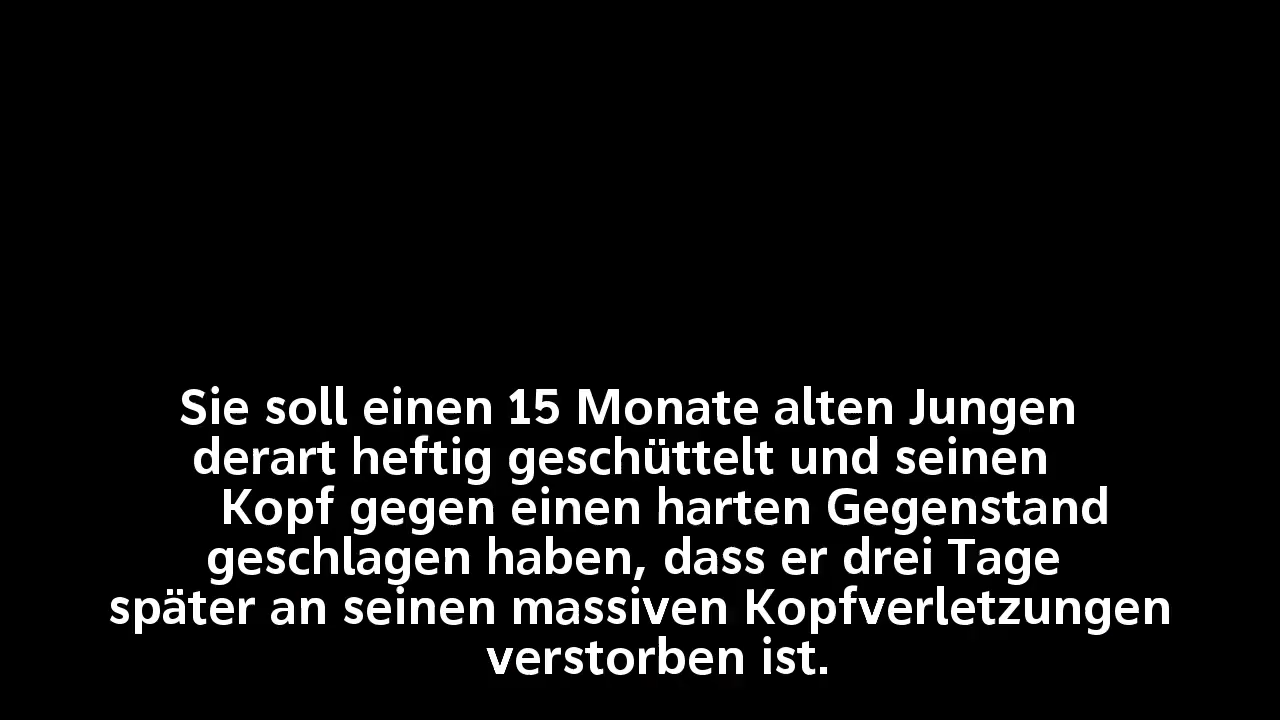 Sie soll einen 15 Monate alten Jungen
derart heftig geschüttelt und seinen
Kopf gegen einen harten Gegenstand
geschlagen haben, dass er drei Tage
später an seinen massiven Kopfverletzungen
verstorben ist.